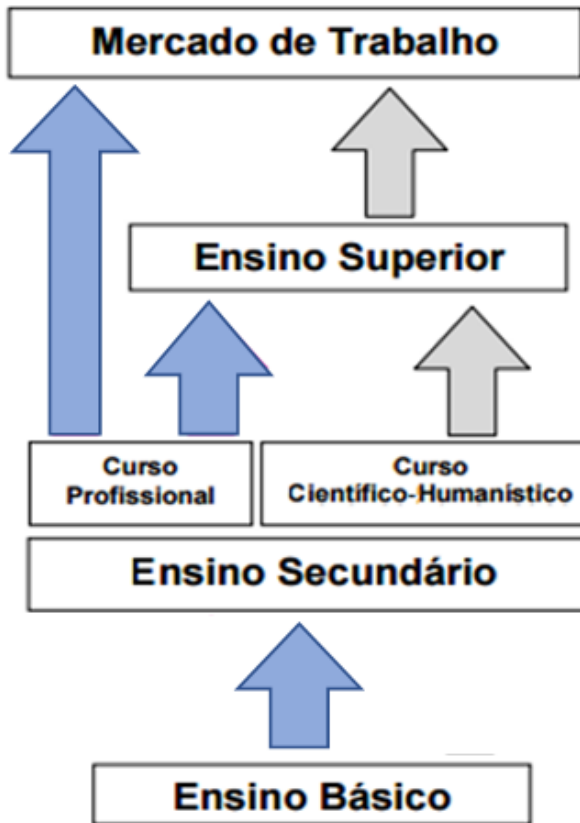 Mercado de Trabalho
Ensino Superior
Curso
Profissional
Curso
Científico-Humanístico
Ensino Secundário
Ensino Básico